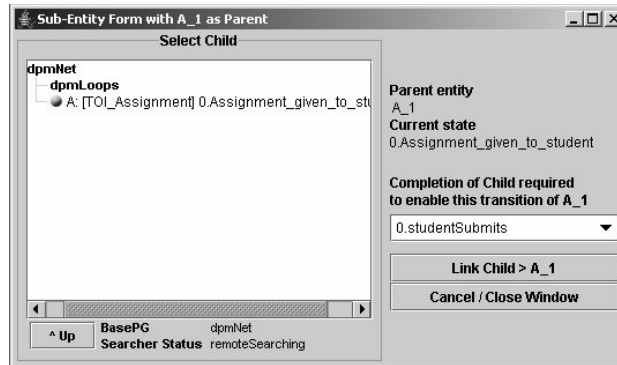 Sub-Entity Form with A_1 as Parent
Select Child
dpmNet
dpmLoops
A: [TOI_Assignment] 0.Assignment_given_to_stu
^ Up
BasePG dpmNet
Searcher Status remoteSearching
Parent entity
A_1
Current state
0.Assignment_given_to_student
Completion of Child required
to enable this transition of A_1
0.studentSubmits
Link Child > A_1
Cancel / Close Window